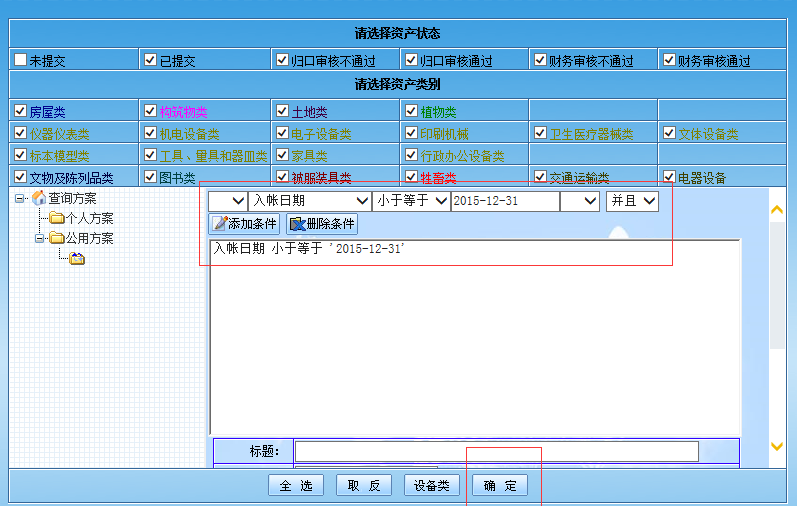 请选择资产状态
未提交 已提交 归口审核不通过 归口审核通过 财务审核不通过 财务审核通过
请选择资产类别
房屋类 构筑物类 土地类 植物类
仪器仪表类 机电设备类 电子设备类 印刷机械 卫生医疗器械类 文体设备类
标本模型类 工具、量具和器皿类 家具类 行政办公设备类
文物及陈列品类 图书类 被服装具类 牲畜类 交通运输类 电器设备
查询方案
个人方案
公用方案
入帐日期 小于等于 2015-12-31 并且
添加条件 删除条件
入帐日期 小于等于 '2015-12-31'
标题:
全 选 取 反 设备类 确 定